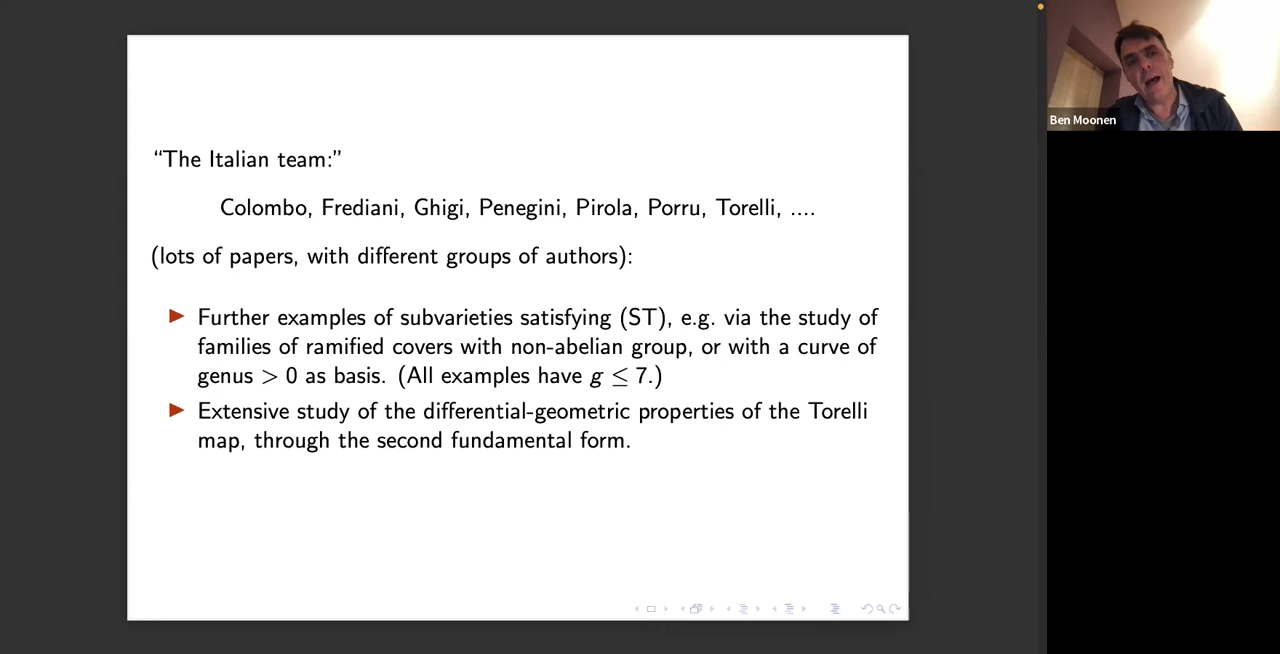 “The Italian team:”
Colombo, Frediani, Ghigi, Penegini, Pirola, Porru, Torelli, ....
(lots of papers, with different groups of authors):
Further examples of subvarieties satisfying (ST), e.g. via the study of
families of ramified covers with non-abelian group, or with a curve of
genus > 0 as basis. (All examples have g ≤ 7.)
Extensive study of the differential-geometric properties of the Torelli
map, through the second fundamental form.
Ben Moonen